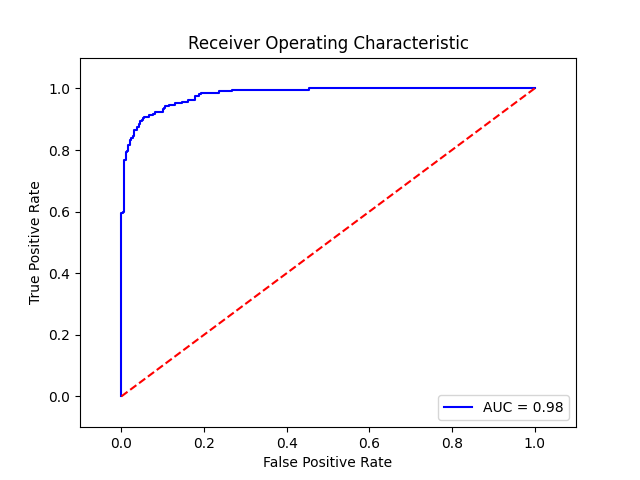 Receiver Operating Characteristic
True Positive Rate
1.0
0.8
0.6
0.4
0.2
0.0
AUC = 0.98
0.0 0.2 0.4 0.6 0.8 1.0
False Positive Rate